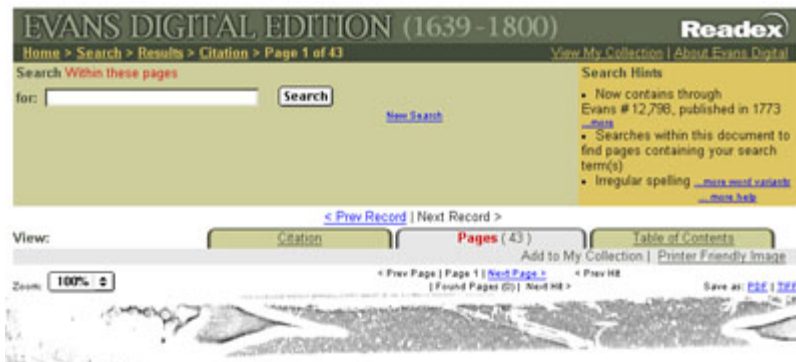 EVANS DIGITAL EDITION (1639-1800)
Readex
Home > Search > Results > Citation > Page 1 of 43
View My Collection | About Evans Digital
Search Within these pages
for:
Search
New Search
Search Hints
• Now contains through
Evans # 12,798, published in 1773
...more
• Searches within this document to
find pages containing your search
term(s)
• Irregular spelling ...more word variants
... more help
< Prev Record | Next Record >
View:
Citation
Pages ( 43 )
Table of Contents
Add to My Collection | Printer Friendly Image
Zoom: 100%
< Prev Page | Page 1 | Next Page > < Prev Hit
| Found Pages (0) | Next Hit >
Save as: PDF | TIFF